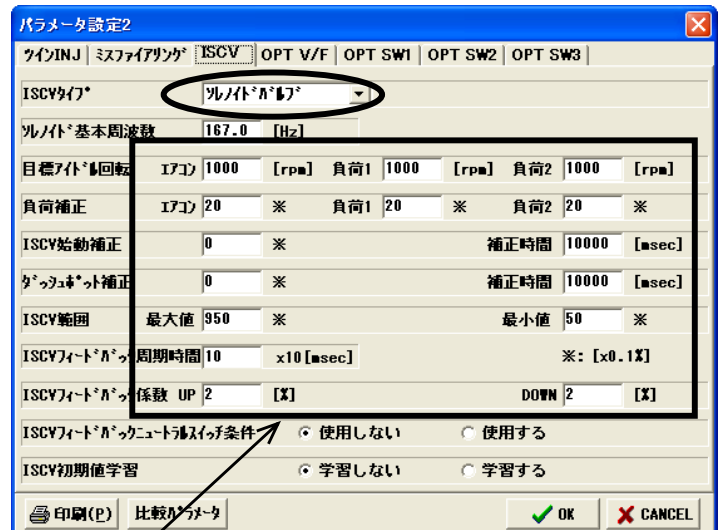 パラメータ設定2
ﾂｲﾝINJ ﾐｽﾌｧｲｱﾘﾝｸﾞ ISCV OPT V/F OPT SW1 OPT SW2 OPT SW3
ISCVﾀｲﾌﾟ ｿﾚﾉｲﾄﾞﾊﾞﾙﾌﾞ
ｿﾚﾉｲﾄﾞ基本周波数 167.0 [Hz]
目標ｱｲﾄﾞﾙ回転 ｴｱｺﾝ 1000 [rpm] 負荷1 1000 [rpm] 負荷2 1000 [rpm]
負荷補正 ｴｱｺﾝ 20 ※ 負荷1 20 ※ 負荷2 20 ※
ISCV始動補正 0 ※ 補正時間 10000 [msec]
ﾀﾞｯｼｭﾎﾟｯﾄ補正 0 ※ 補正時間 10000 [msec]
ISCV範囲 最大値 950 ※ 最小値 50 ※
ISCVﾌｨｰﾄﾞﾊﾞｯｸ周期時間 10 x10[msec] ※: [x0.1%]
ISCVﾌｨｰﾄﾞﾊﾞｯｸ係数 UP 2 [%] DOWN 2 [%]
ISCVﾌｨｰﾄﾞﾊﾞｯｸﾆｭｰﾄﾗﾙｽｲｯﾁ条件 使用しない 使用する
ISCV初期値学習 学習しない 学習する
印刷(P) 比較ﾊﾟﾗﾒｰﾀ OK CANCEL